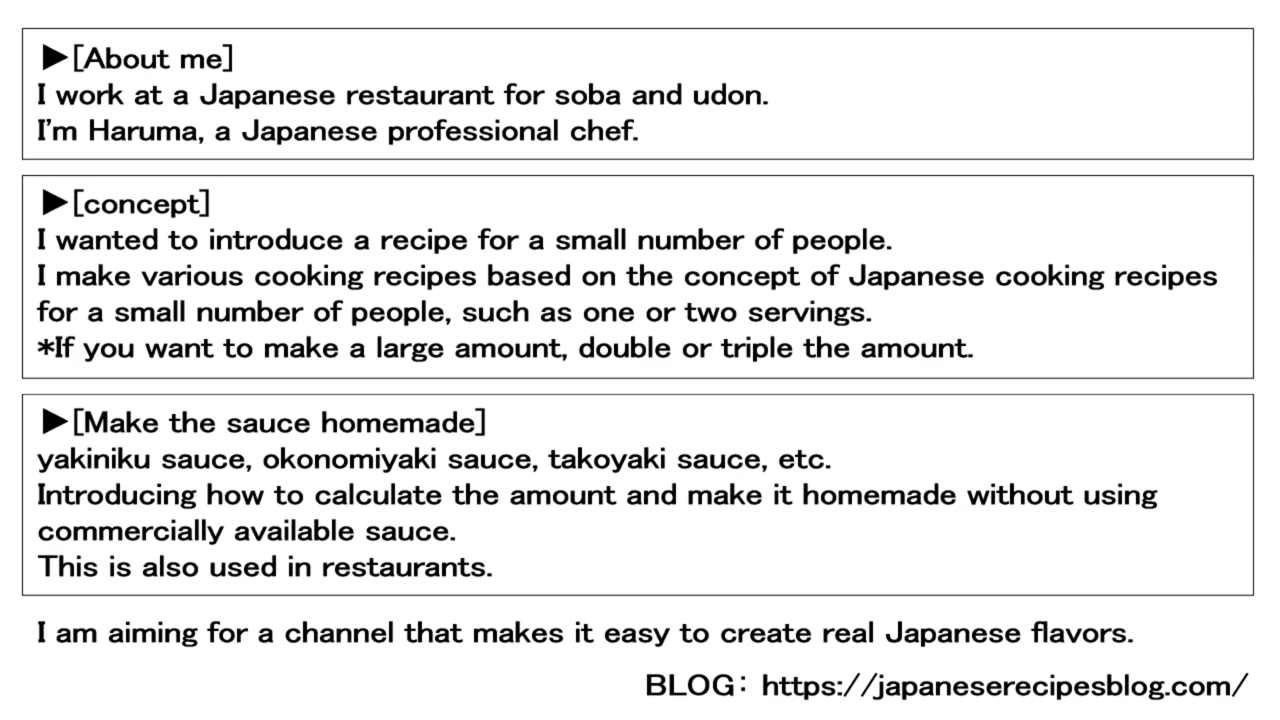 ▶[About me]
I work at a Japanese restaurant for soba and udon.
I'm Haruma, a Japanese professional chef.
▶[concept]
I wanted to introduce a recipe for a small number of people.
I make various cooking recipes based on the concept of Japanese cooking recipes
for a small number of people, such as one or two servings.
*If you want to make a large amount, double or triple the amount.
▶[Make the sauce homemade]
yakiniku sauce, okonomiyaki sauce, takoyaki sauce, etc.
Introducing how to calculate the amount and make it homemade without using
commercially available sauce.
This is also used in restaurants.
I am aiming for a channel that makes it easy to create real Japanese flavors.
BLOG: https://japaneserecipesblog.com/